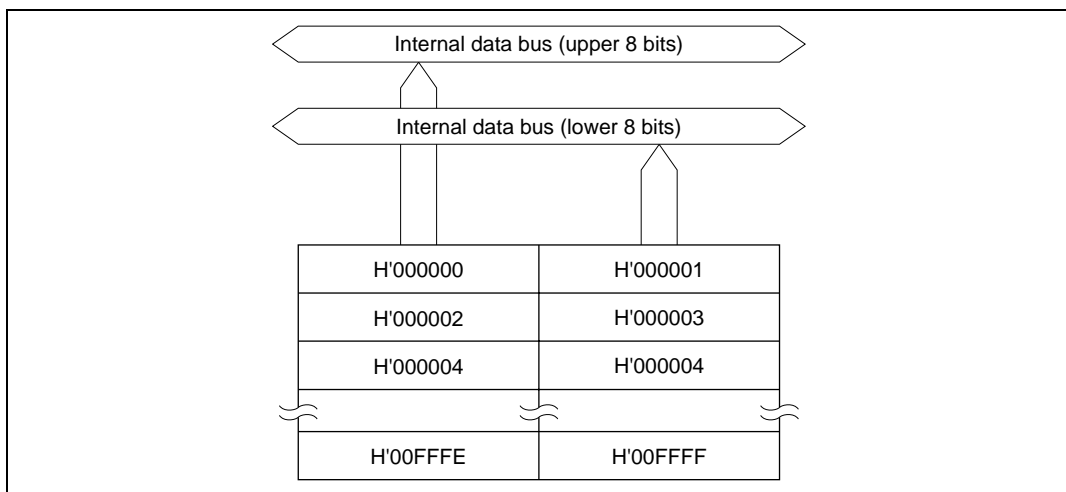 Internal data bus (upper 8 bits)
Internal data bus (lower 8 bits)
H'000000 H'000001
H'000002 H'000003
H'000004 H'000004
H'00FFFE H'00FFFF